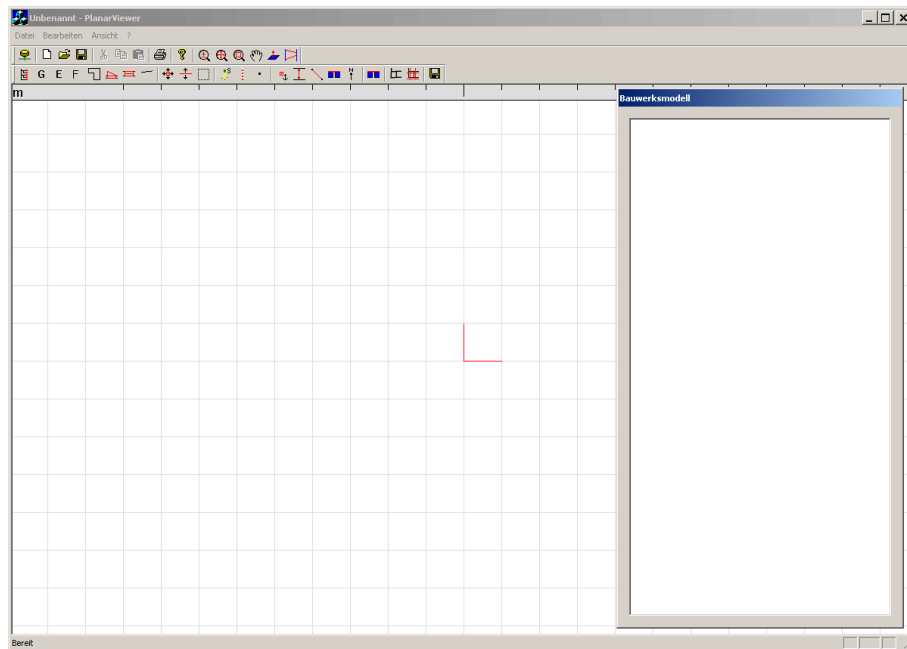 Unbenannt - PlanarViewer
Datei Bearbeiten Ansicht ?
G E F
m
Bauwerksmodell
Bereit